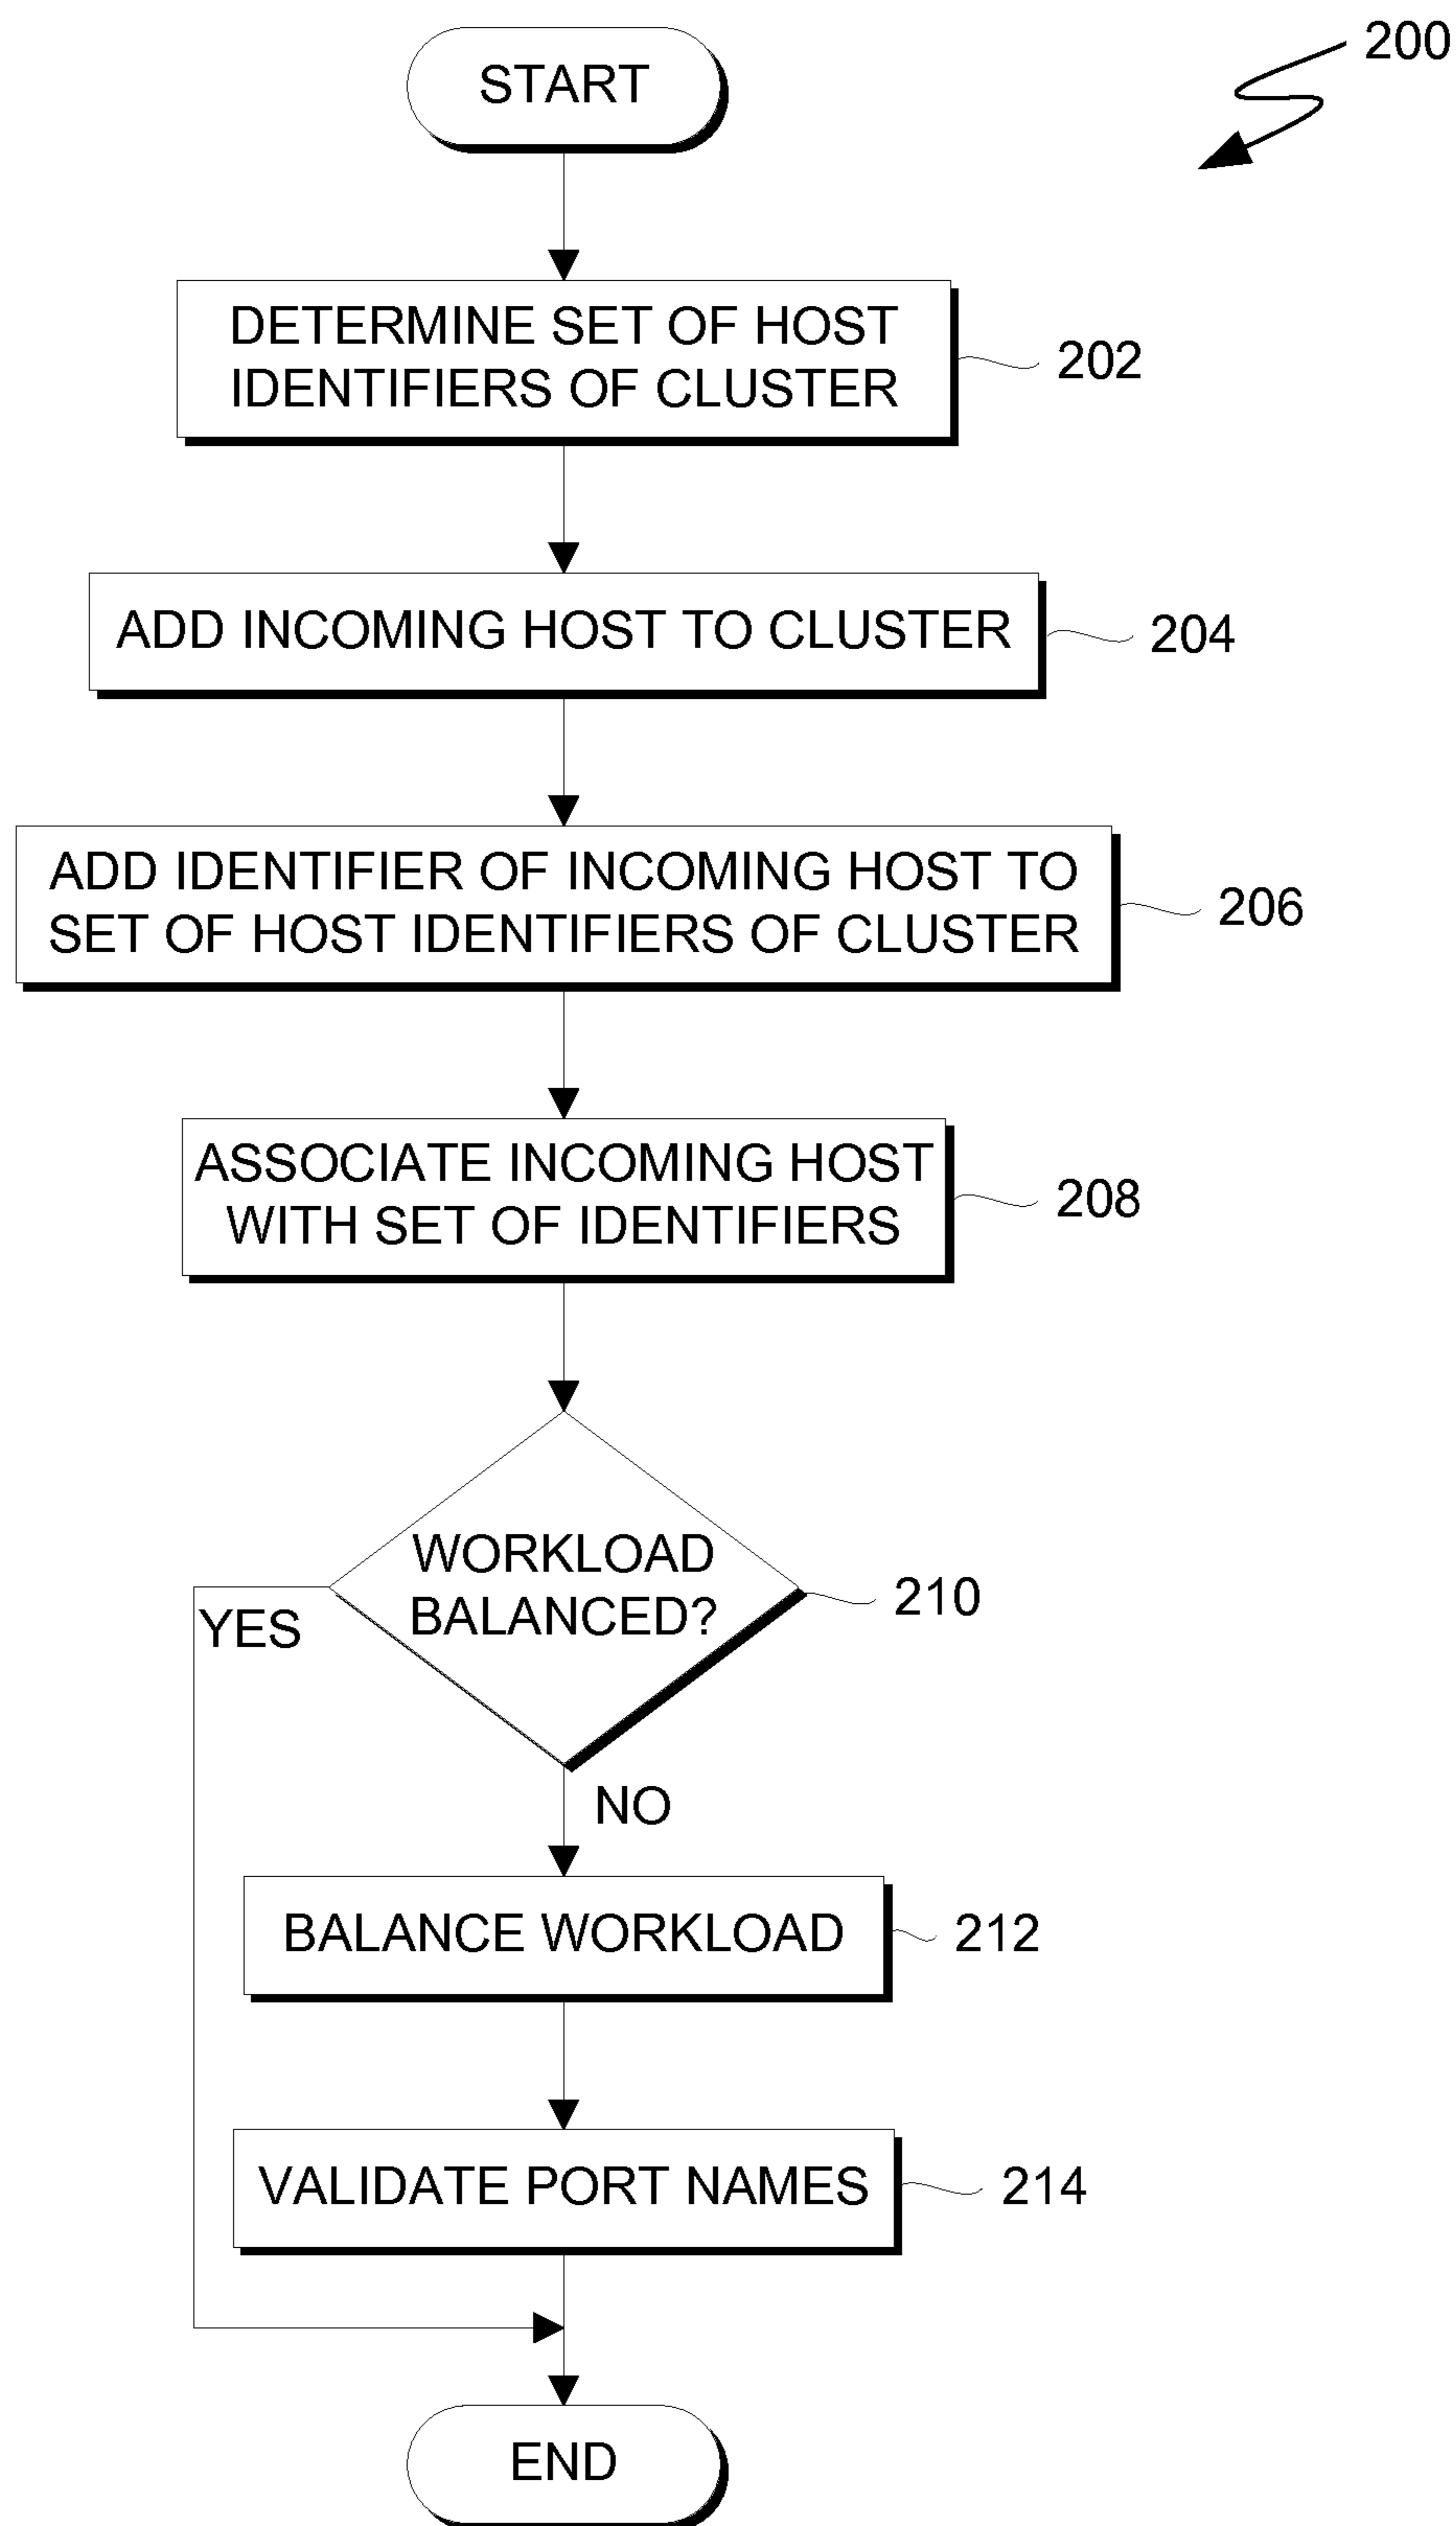 START
200
DETERMINE SET OF HOST
IDENTIFIERS OF CLUSTER
202
ADD INCOMING HOST TO CLUSTER
204
ADD IDENTIFIER OF INCOMING HOST TO
SET OF HOST IDENTIFIERS OF CLUSTER
206
ASSOCIATE INCOMING HOST
WITH SET OF IDENTIFIERS
208
WORKLOAD
BALANCED?
210
YES
NO
BALANCE WORKLOAD
212
VALIDATE PORT NAMES
214
END